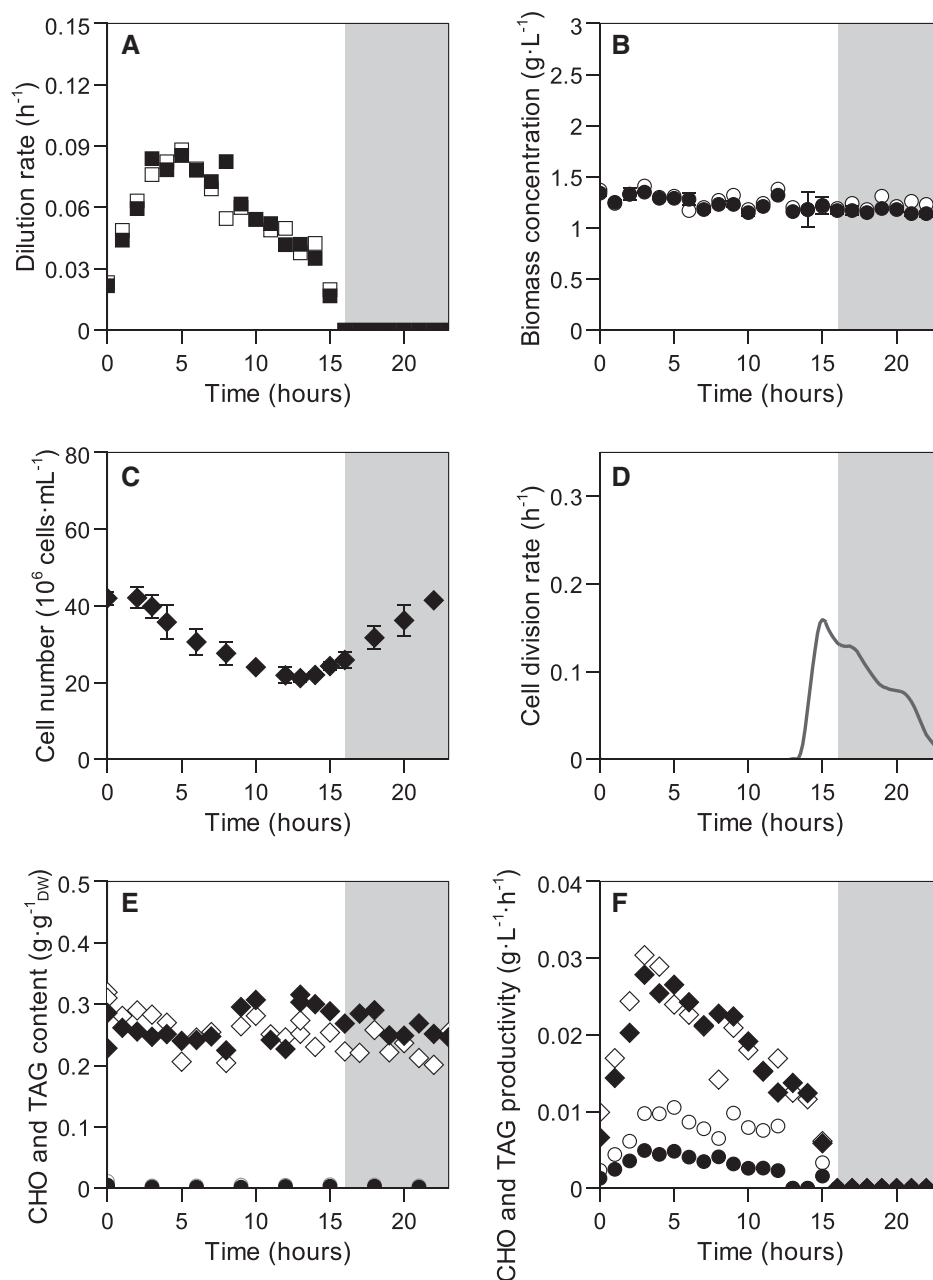 A
Dilution rate (h-1)
0.15
0.12
0.09
0.06
0.03
0
0 5 10 15 20
Time (hours)
B
Biomass concentration (g·L-1)
3
2.5
2
1.5
1
0.5
0
0 5 10 15 20
Time (hours)
C
Cell number (10^6 cells·mL-1)
80
60
40
20
0
0 5 10 15 20
Time (hours)
D
Cell division rate (h-1)
0.3
0.2
0.1
0
0 5 10 15 20
Time (hours)
E
CHO and TAG content (g·g-1DW)
0.5
0.4
0.3
0.2
0.1
0
0 5 10 15 20
Time (hours)
F
CHO and TAG productivity (g·L-1·h-1)
0.04
0.03
0.02
0.01
0
0 5 10 15 20
Time (hours)